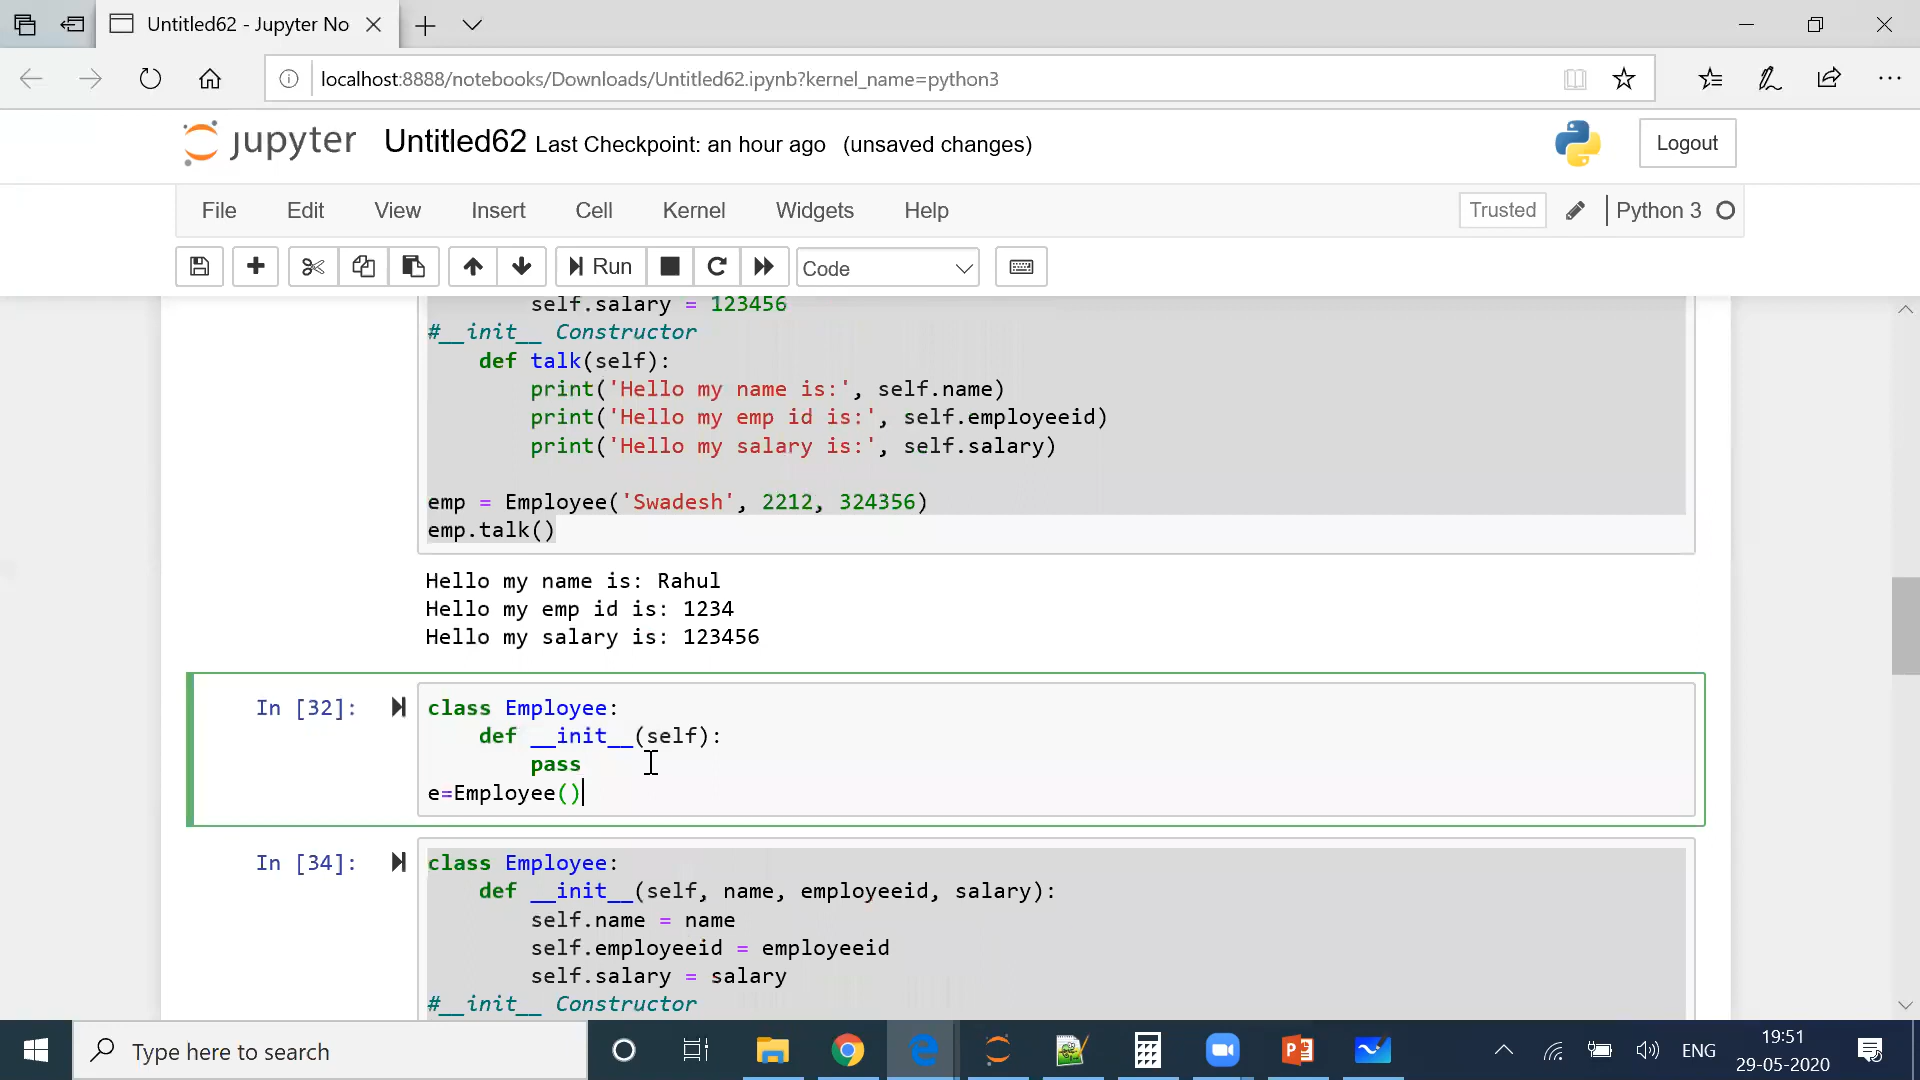 Untitled62 - Jupyter No
localhost:8888/notebooks/Downloads/Untitled62.ipynb?kernel_name=python3
jupyter Untitled62 Last Checkpoint: an hour ago (unsaved changes)
Logout
File Edit View Insert Cell Kernel Widgets Help Trusted Python 3
Run Code
self.salary = 123456
#__init__ Constructor
def talk(self):
print('Hello my name is:', self.name)
print('Hello my emp id is:', self.employeeid)
print('Hello my salary is:', self.salary)
emp = Employee('Swadesh', 2212, 324356)
emp.talk()
Hello my name is: Rahul
Hello my emp id is: 1234
Hello my salary is: 123456
In [32]: class Employee:
def __init__(self):
pass
e=Employee()
In [34]: class Employee:
def __init__(self, name, employeeid, salary):
self.name = name
self.employeeid = employeeid
self.salary = salary
#__init__ Constructor
Type here to search
ENG
19:51
29-05-2020